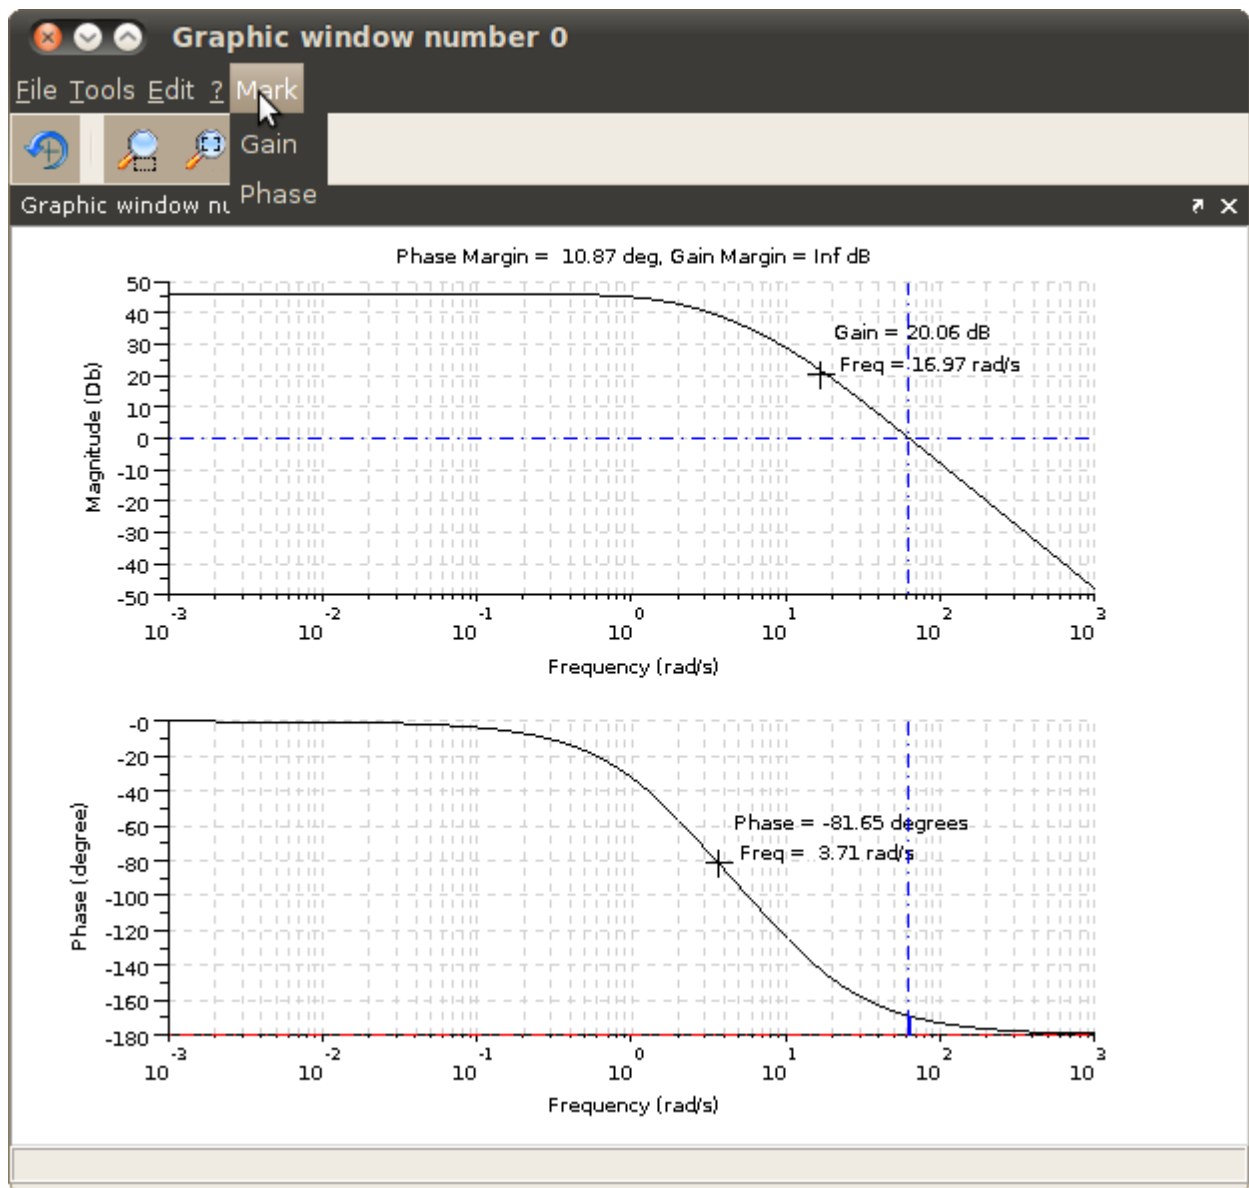 Graphic window number 0
File Tools Edit ? Mark
Gain
Phase
Graphic window nu
Phase Margin = 10.87 deg, Gain Margin = Inf dB
50
40
30
20
10
0
-10
-20
-30
-40
-50
Magnitude (Db)
Gain = 20.06 dB
Freq = 16.97 rad/s
10^-3 10^-2 10^-1 10^0 10^1 10^2 10^3
Frequency (rad/s)
-0
-20
-40
-60
-80
-100
-120
-140
-160
-180
Phase (degree)
Phase = -81.65 degrees
Freq = 3.71 rad/s
10^-3 10^-2 10^-1 10^0 10^1 10^2 10^3
Frequency (rad/s)